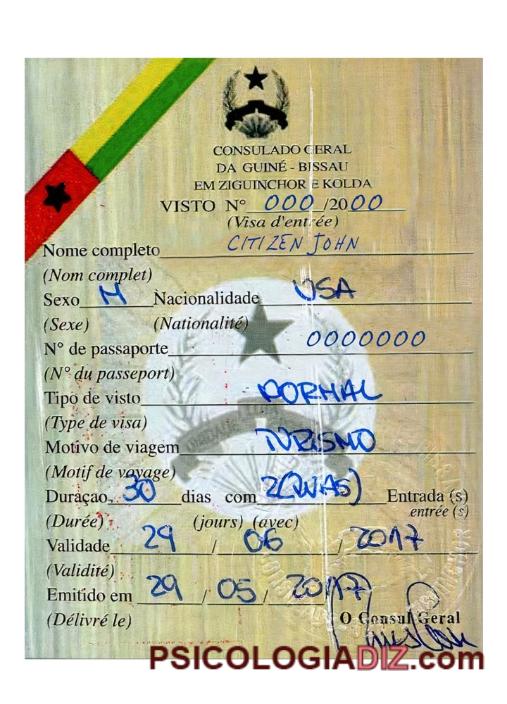 CONSULADO GERAL
DA GUINÉ - BISSAU
EM ZIGUINCHOR E KOLDA
VISTO Nº 000 /2000
(Visa d'entrée)
Nome completo CITIZEN JOHN
(Nom complet)
Sexo M Nacionalidade USA
(Sexe) (Nationalité)
Nº de passaporte 0000000
(Nº du passeport)
Tipo de visto NORMAL
(Type de visa)
Motivo de viagem TURISMO
(Motif de voyage)
Duraçao 30 dias com 2(DUAS) Entrada (s)
(Durée) (jours) (avec) entrée (s)
Validade 29 / 06 / 2017
(Validité)
Emitido em 29 / 05 / 2017
(Délivré le) O Consul Geral
PSICOLOGIADIZ.com